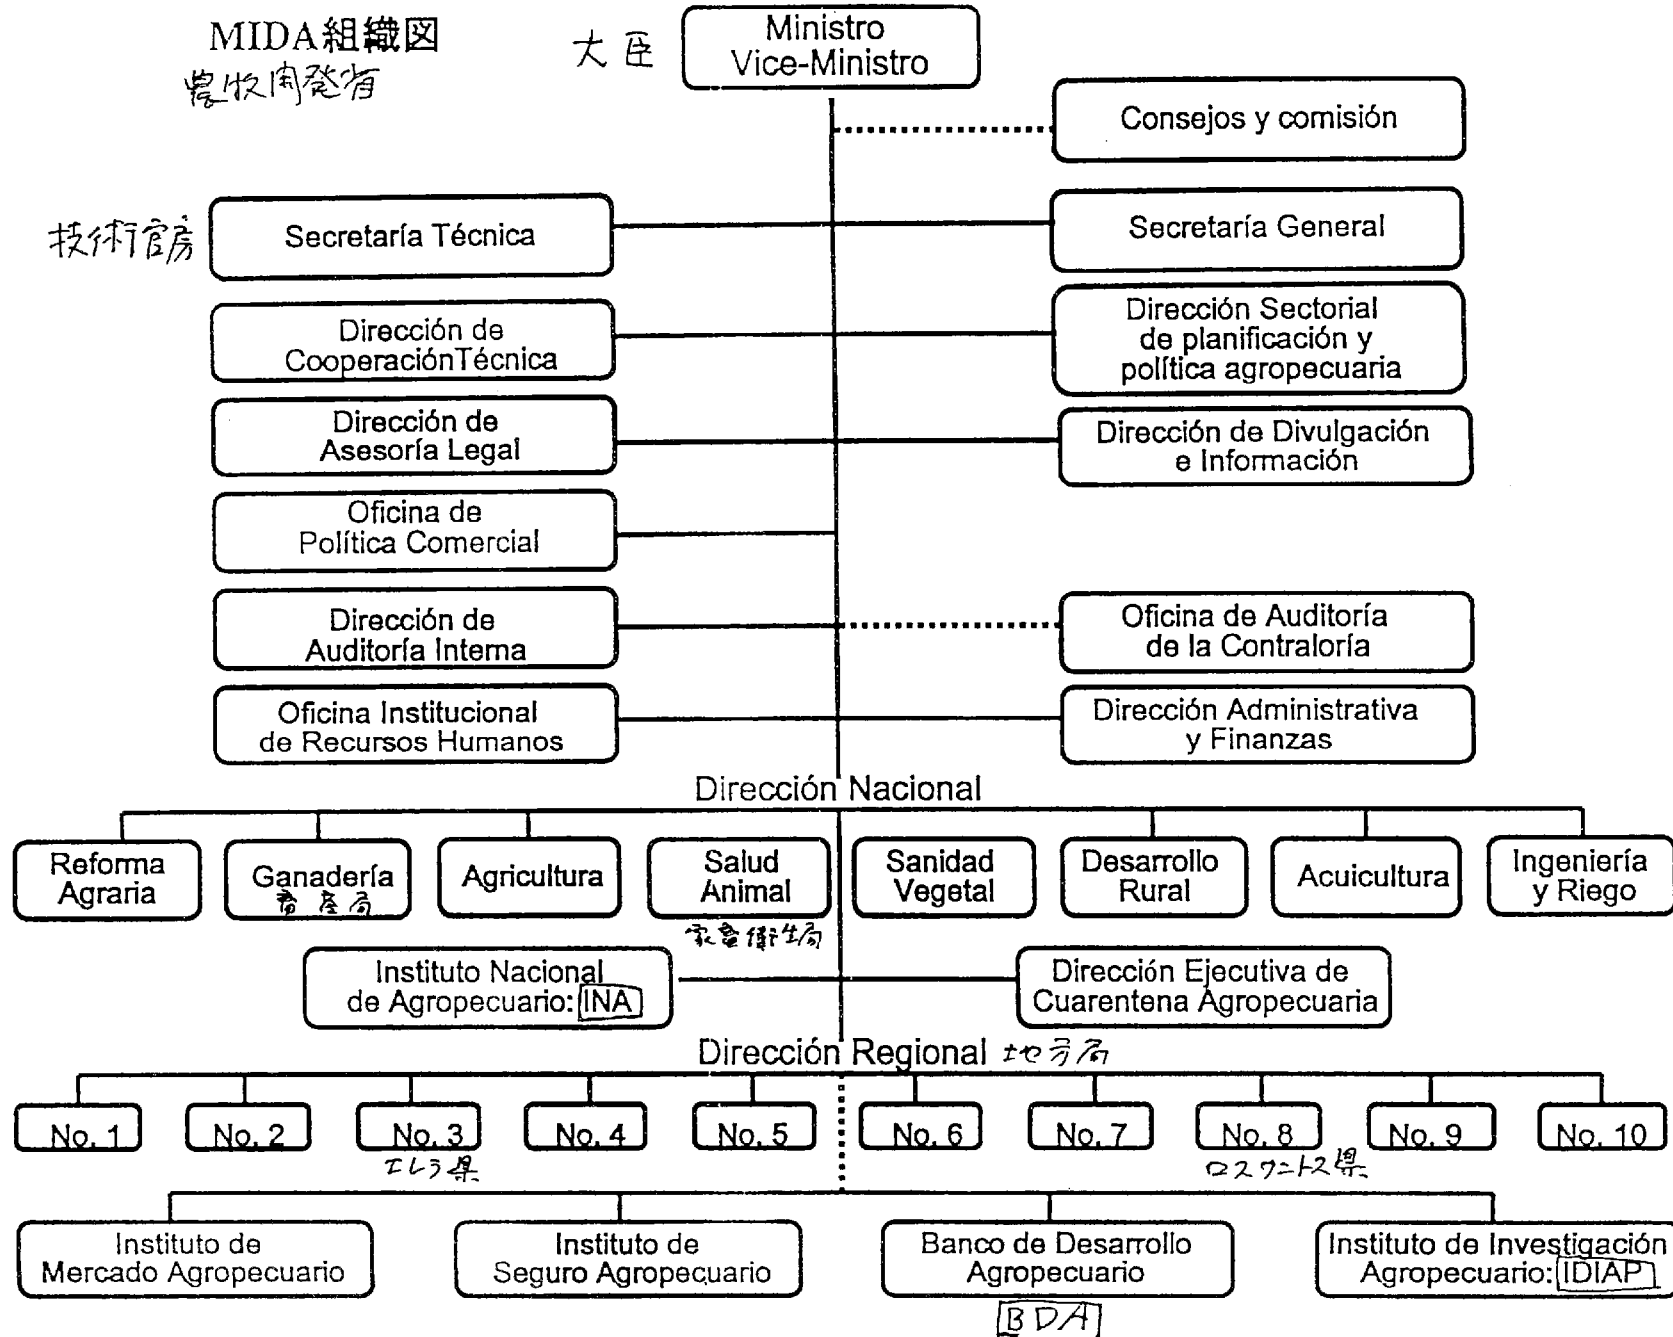 MIDA組織図
農牧開発省
大臣
Ministro
Vice-Ministro
Consejos y comisión
技術官房
Secretaría Técnica
Secretaría General
Dirección de
CooperaciónTécnica
Dirección Sectorial
de planificación y
política agropecuaria
Dirección de
Asesoría Legal
Dirección de Divulgación
e Información
Oficina de
Política Comercial
Dirección de
Auditoría Interna
Oficina de Auditoría
de la Contraloría
Oficina Institucional
de Recursos Humanos
Dirección Administrativa
y Finanzas
Dirección Nacional
Reforma
Agraria
Ganadería
畜産局
Agricultura
Salud
Animal
家畜衛生局
Sanidad
Vegetal
Desarrollo
Rural
Acuicultura
Ingeniería
y Riego
Instituto Nacional
de Agropecuario: INA
Dirección Ejecutiva de
Cuarentena Agropecuaria
Dirección Regional 地方局
No. 1
No. 2
No. 3
エレラ県
No. 4
No. 5
No. 6
No. 7
No. 8
ロスサントス県
No. 9
No. 10
Instituto de
Mercado Agropecuario
Instituto de
Seguro Agropecuario
Banco de Desarrollo
Agropecuario
BDA
Instituto de Investigación
Agropecuario: IDIAP